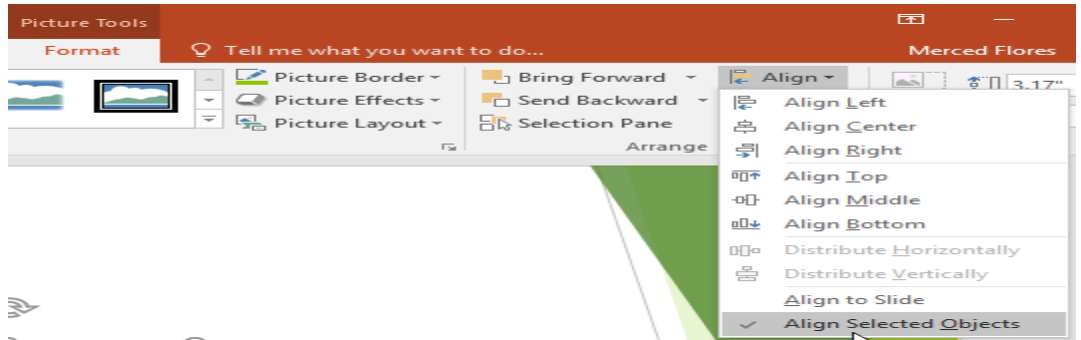 Picture Tools
Format
Tell me what you want to do...
Merced Flores
Picture Border
Picture Effects
Picture Layout
Bring Forward
Send Backward
Selection Pane
Arrange
Align
3.17"
Align Left
Align Center
Align Right
Align Top
Align Middle
Align Bottom
Distribute Horizontally
Distribute Vertically
Align to Slide
Align Selected Objects